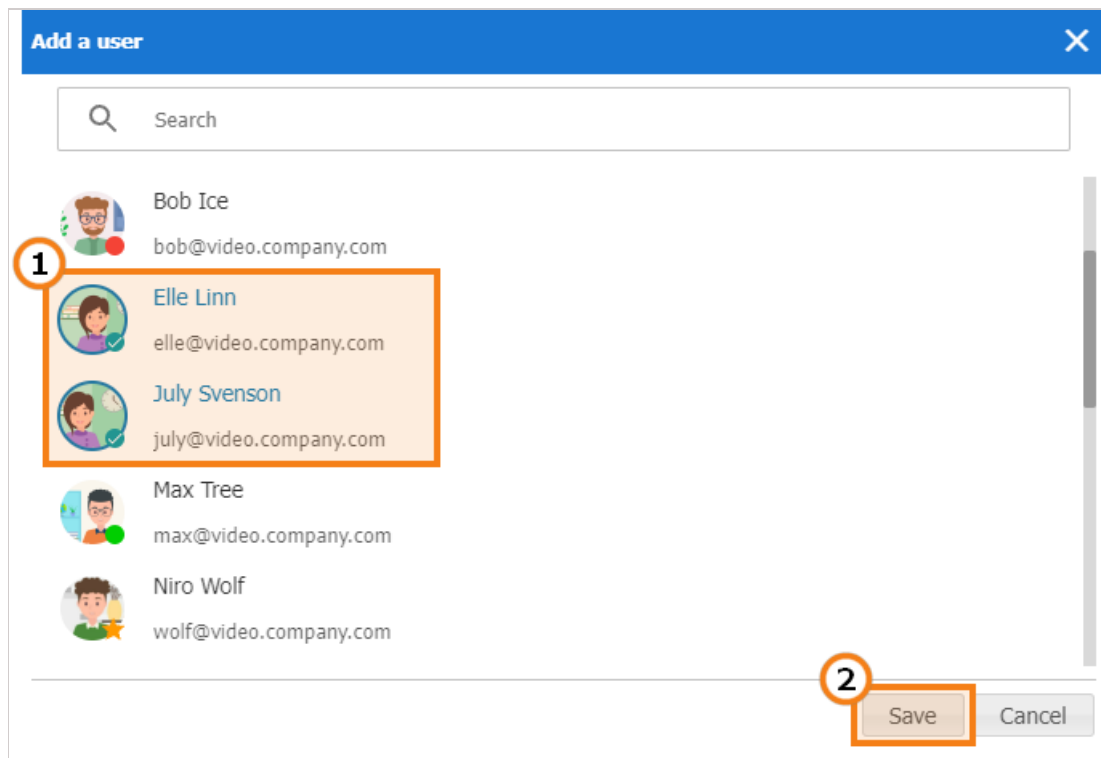 Add a user
Search
Bob Ice
bob@video.company.com
1
Elle Linn
elle@video.company.com
July Svenson
july@video.company.com
Max Tree
max@video.company.com
Niro Wolf
wolf@video.company.com
2
Save Cancel